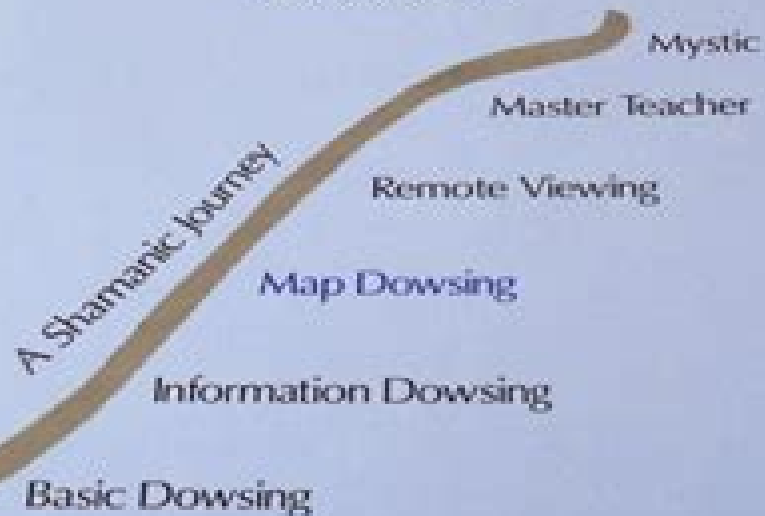 Mystic
Master Teacher
Remote Viewing
A Shamanic Journey
Map Dowsing
Information Dowsing
Basic Dowsing